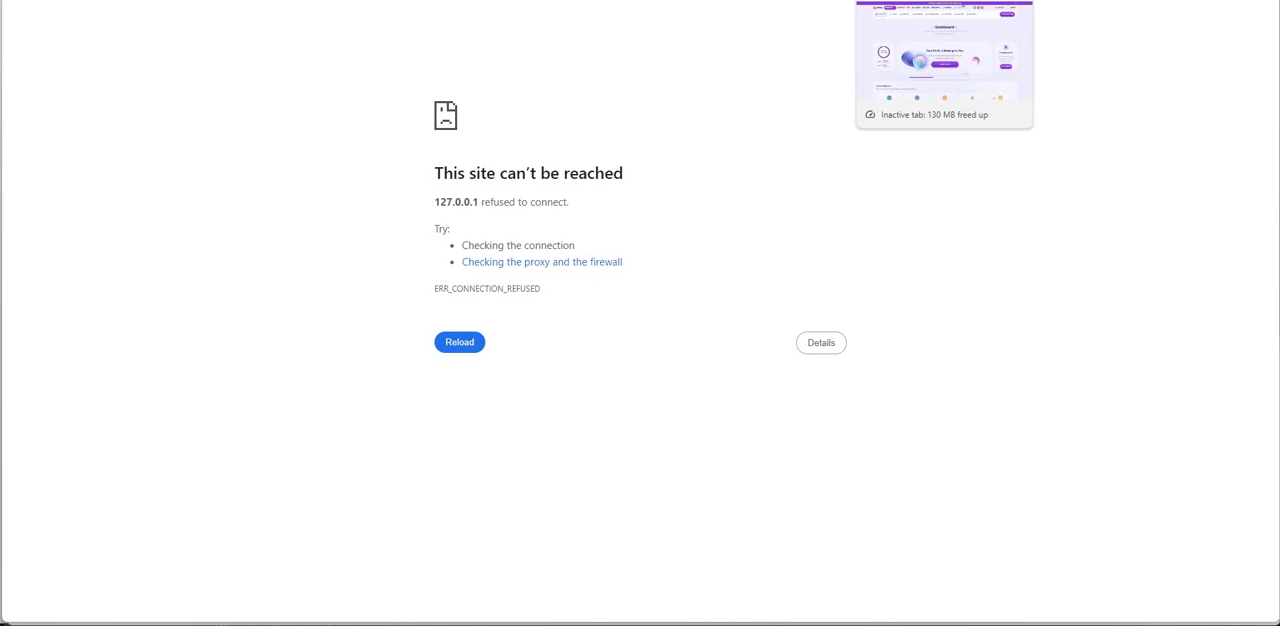 Dashboard
Inactive tab: 130 MB freed up
This site can’t be reached
127.0.0.1 refused to connect.
Try:
• Checking the connection
• Checking the proxy and the firewall
ERR_CONNECTION_REFUSED
Reload
Details